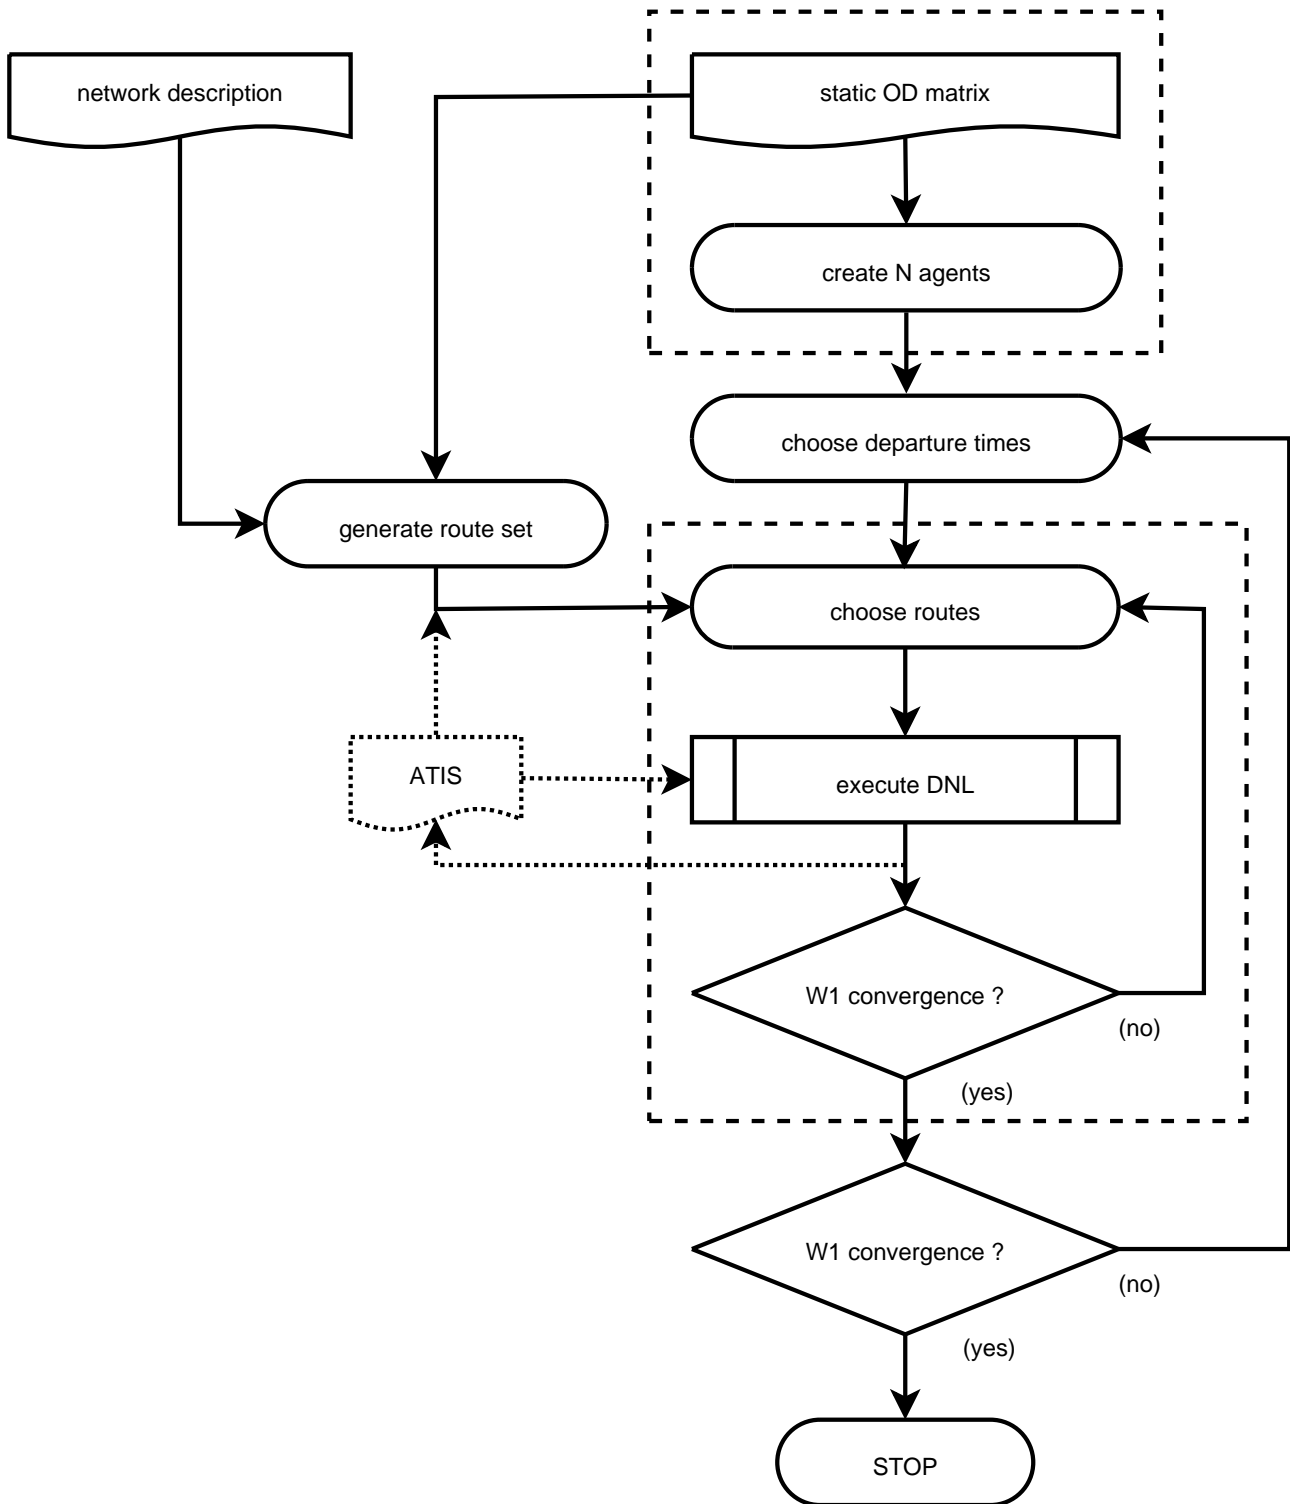 network description
static OD matrix
create N agents
choose departure times
generate route set
choose routes
ATIS
execute DNL
W1 convergence ?
(no)
(yes)
W1 convergence ?
(no)
(yes)
STOP